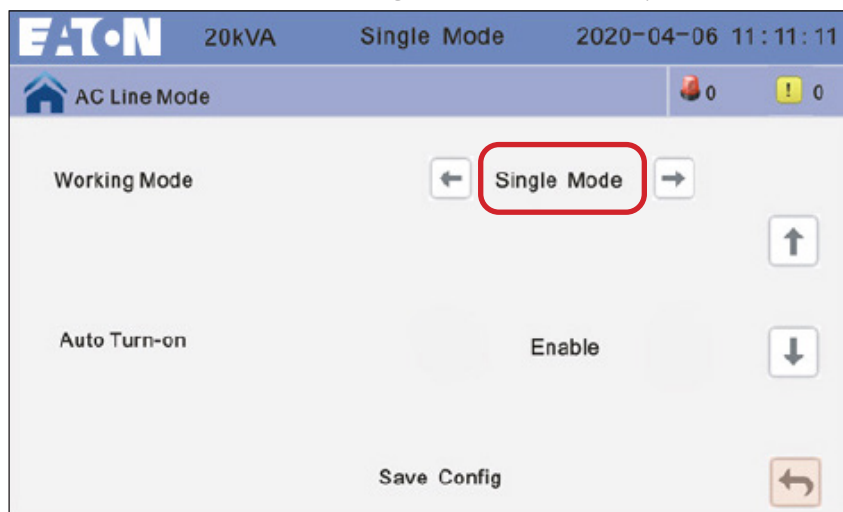 EATON 20kVA Single Mode 2020-04-06 11:11:11
AC Line Mode 0 ! 0
Working Mode Single Mode
Auto Turn-on Enable
Save Config